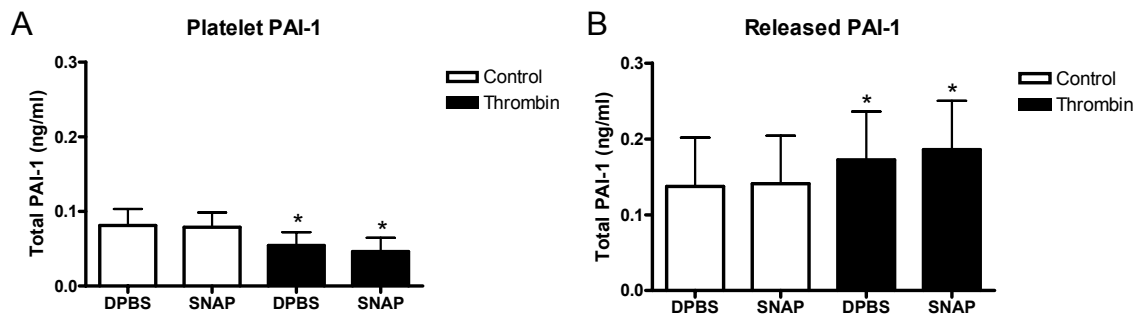 A
Platelet PAI-1
Total PAI-1 (ng/ml)
0.3
0.2
0.1
0.0
DPBS SNAP DPBS SNAP
* *
Control
Thrombin
B
Released PAI-1
Total PAI-1 (ng/ml)
0.3
0.2
0.1
0.0
DPBS SNAP DPBS SNAP
* *
Control
Thrombin